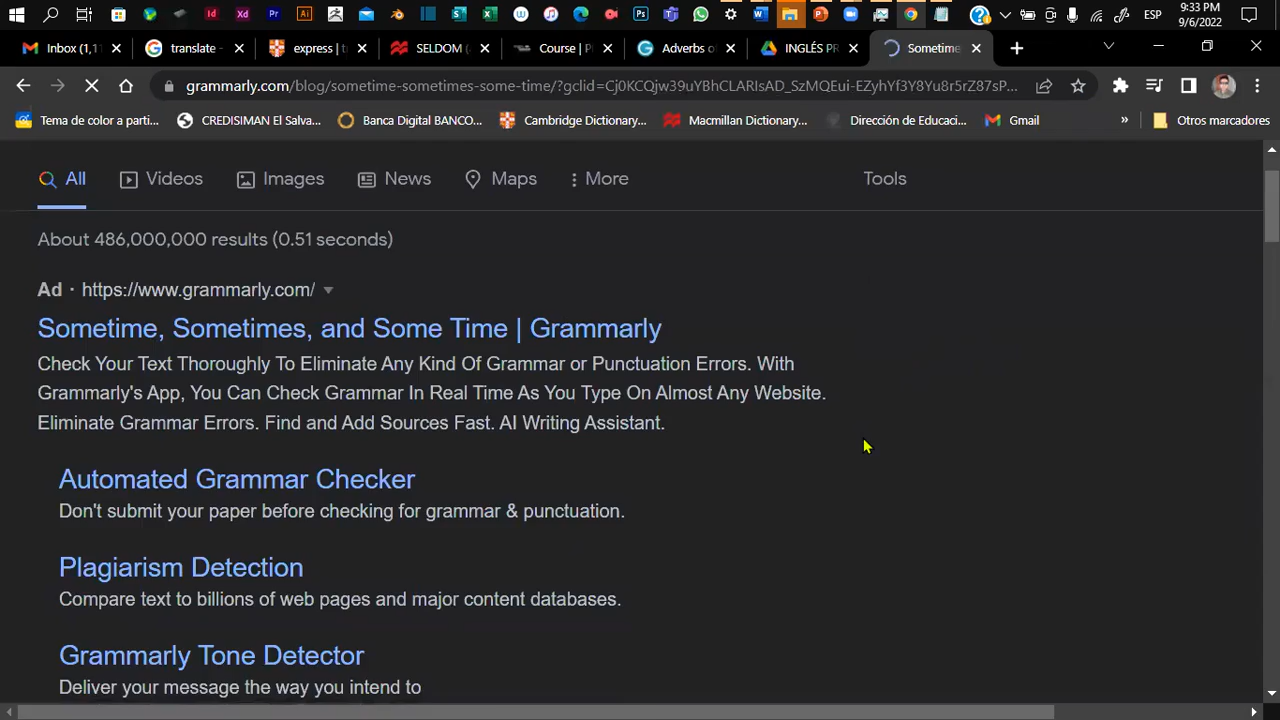 ESP
9:33 PM
9/6/2022
Inbox (1,1
translate -
express | t
SELDOM (
Course | P
Adverbs o
INGLÉS PR
Sometime
grammarly.com/blog/sometime-sometimes-some-time/?gclid=Cj0KCQjw39uYBhCLARIsAD_SzMQEui-EZyhYf3Y8Yu8r5rZ87sP...
Tema de color a parti...
CREDISIMAN El Salva...
Banca Digital BANCO...
Cambridge Dictionary...
Macmillan Dictionary...
Dirección de Educaci...
Gmail
»
Otros marcadores
All
Videos
Images
News
Maps
More
Tools
About 486,000,000 results (0.51 seconds)
Ad · https://www.grammarly.com/
Sometime, Sometimes, and Some Time | Grammarly
Check Your Text Thoroughly To Eliminate Any Kind Of Grammar or Punctuation Errors. With
Grammarly's App, You Can Check Grammar In Real Time As You Type On Almost Any Website.
Eliminate Grammar Errors. Find and Add Sources Fast. AI Writing Assistant.
Automated Grammar Checker
Don't submit your paper before checking for grammar & punctuation.
Plagiarism Detection
Compare text to billions of web pages and major content databases.
Grammarly Tone Detector
Deliver your message the way you intend to